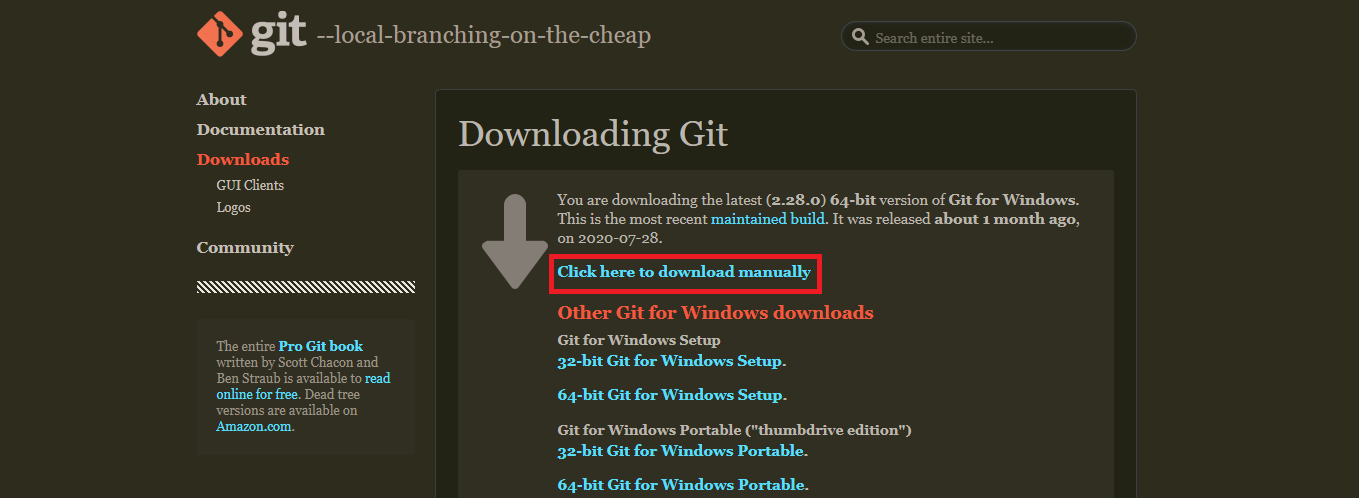 git --local-branching-on-the-cheap
Search entire site...
About
Documentation
Downloads
GUI Clients
Logos
Community
The entire Pro Git book
written by Scott Chacon and
Ben Straub is available to read
online for free. Dead tree
versions are available on
Amazon.com.
Downloading Git
You are downloading the latest (2.28.0) 64-bit version of Git for Windows.
This is the most recent maintained build. It was released about 1 month ago,
on 2020-07-28.
Click here to download manually
Other Git for Windows downloads
Git for Windows Setup
32-bit Git for Windows Setup.
64-bit Git for Windows Setup.
Git for Windows Portable ("thumbdrive edition")
32-bit Git for Windows Portable.
64-bit Git for Windows Portable.